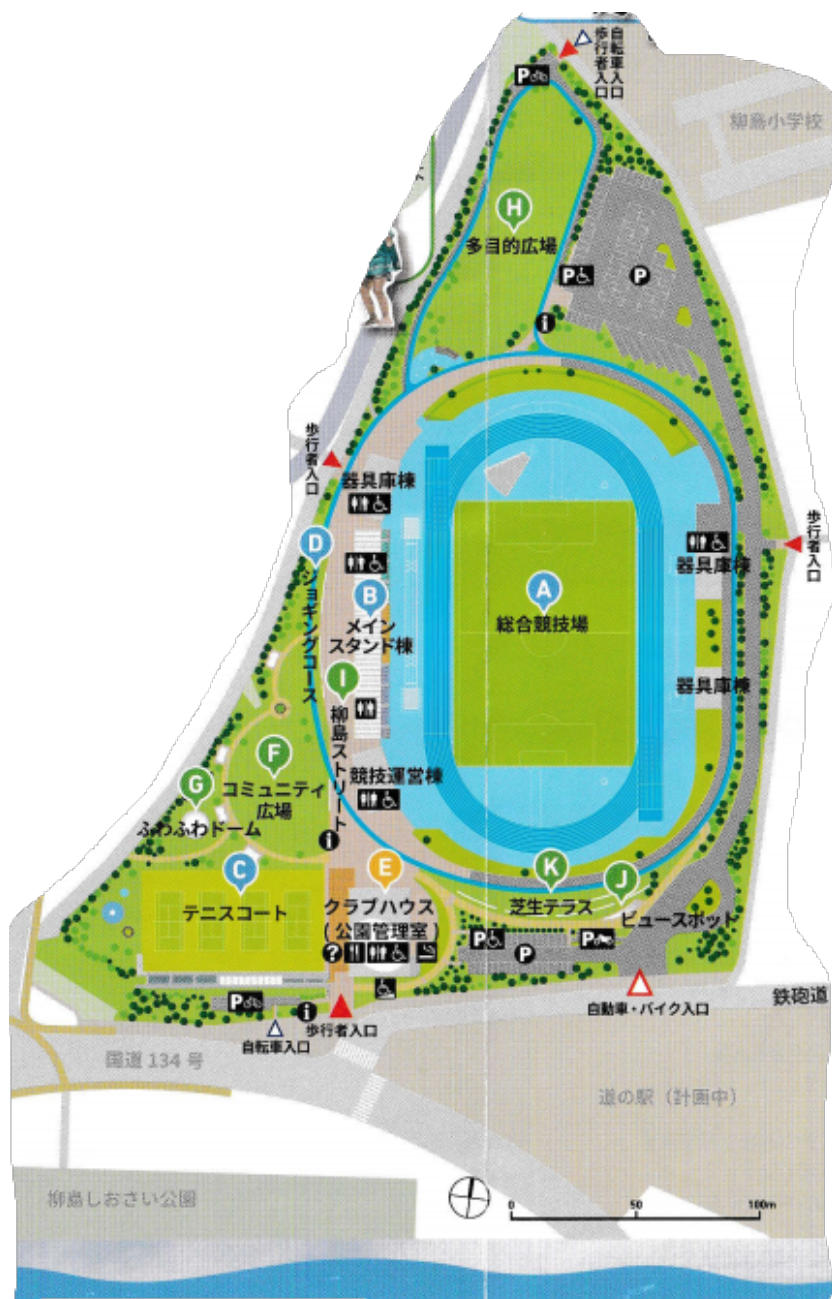 自転車入口
歩行者入口
P
柳島小学校
H
多目的広場
P
P
i
歩行者入口
器具庫棟
歩行者入口
D
ジョギングコース
B
メイン
スタンド棟
A
総合競技場
器具庫棟
I
柳島ストリート
器具庫棟
F
コミュニティ
広場
G
ふわふわドーム
競技運営棟
i
C
テニスコート
E
クラブハウス
(公園管理室)
?
K
芝生テラス
J
ビュースポット
P
P
P
P
i
自転車入口
歩行者入口
自動車・バイク入口
鉄砲道
国道 134 号
道の駅（計画中）
柳島しおさい公園
0 50 100m